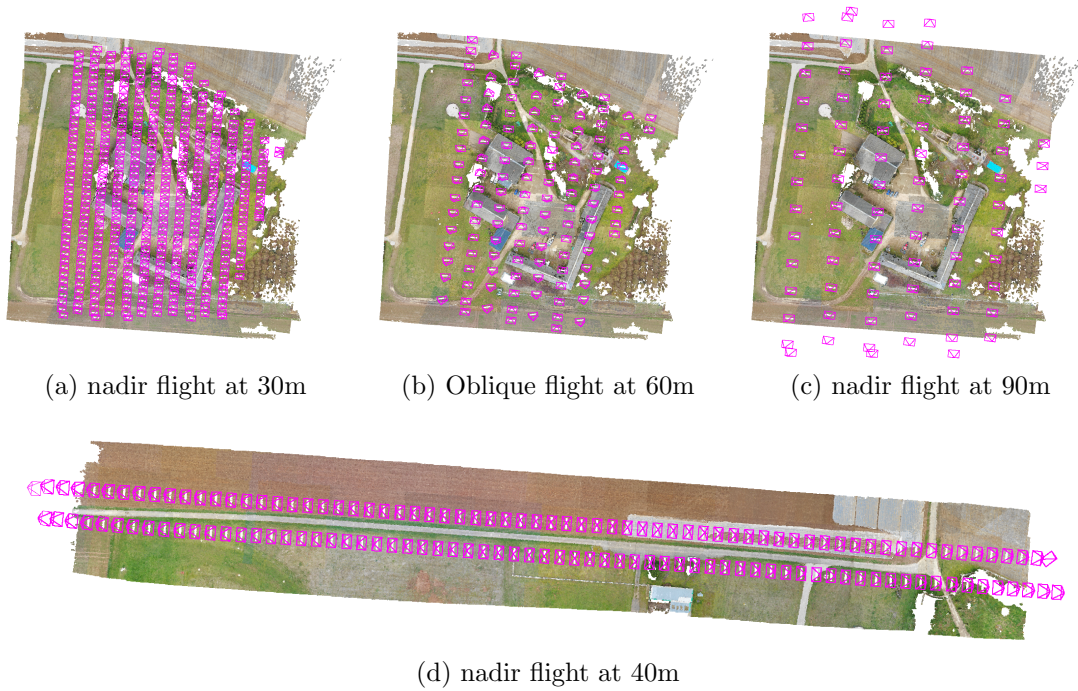 (a) nadir flight at 30m
(b) Oblique flight at 60m
(c) nadir flight at 90m
(d) nadir flight at 40m